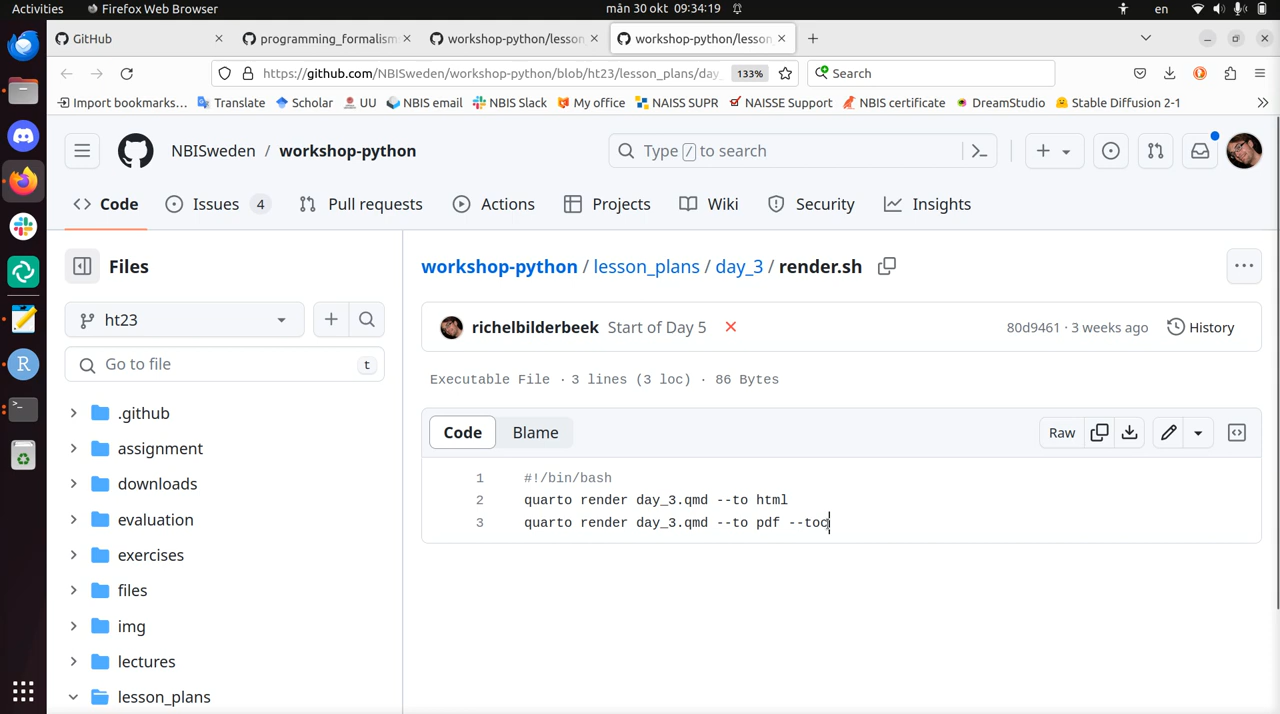 Activities
Firefox Web Browser
mån 30 okt 09:34:19
en
GitHub
programming_formalism
workshop-python/lesson
workshop-python/lesson
https://github.com/NBISweden/workshop-python/blob/ht23/lesson_plans/day_
133%
Search
Import bookmarks...
Translate
Scholar
UU
NBIS email
NBIS Slack
My office
NAISS SUPR
NAISSE Support
NBIS certificate
DreamStudio
Stable Diffusion 2-1
NBISweden / workshop-python
Type / to search
Code
Issues 4
Pull requests
Actions
Projects
Wiki
Security
Insights
Files
workshop-python / lesson_plans / day_3 / render.sh
ht23
richelbilderbeek Start of Day 5
80d9461 · 3 weeks ago
History
Go to file
t
Executable File · 3 lines (3 loc) · 86 Bytes
.github
Code
Blame
Raw
assignment
1 #!/bin/bash
downloads
2 quarto render day_3.qmd --to html
evaluation
3 quarto render day_3.qmd --to pdf --toc
exercises
files
img
lectures
lesson_plans